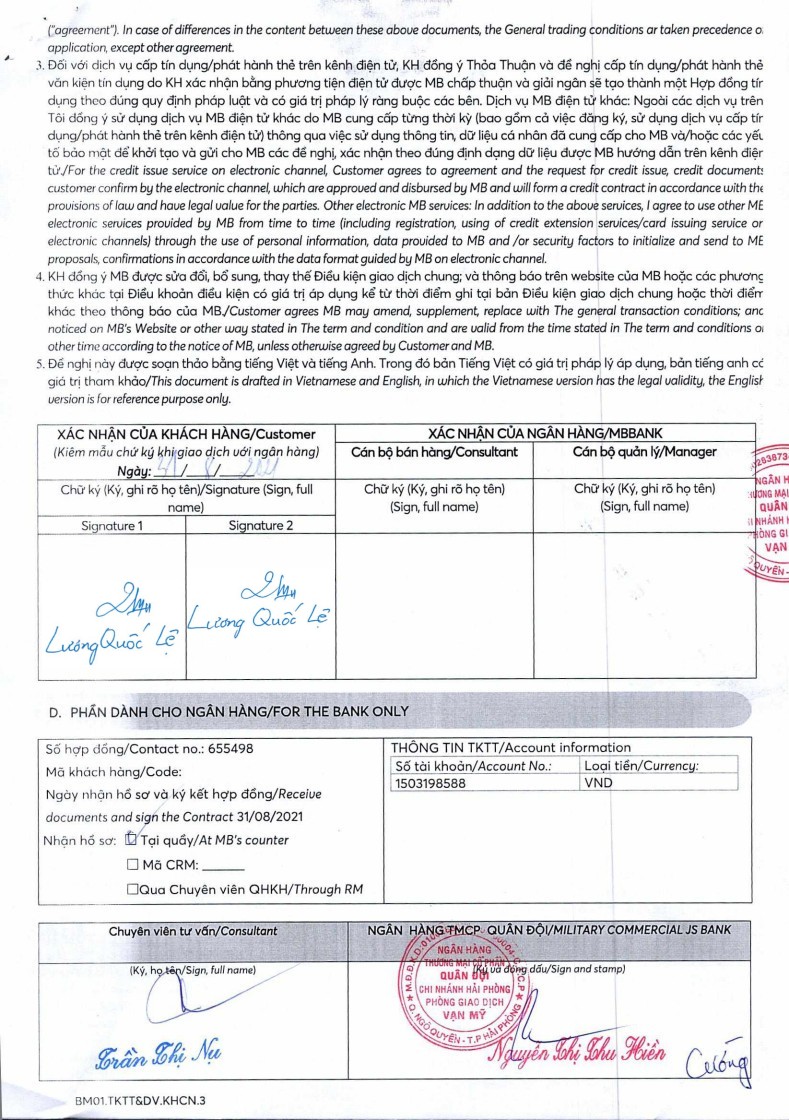 ("agreement"). In case of differences in the content between these above documents, the General trading conditions ar taken precedence o
application, except other agreement.
3. Đối với dịch vụ cấp tín dụng/phát hành thẻ trên kênh điện tử, KH đồng ý Thỏa Thuận và đề nghị cấp tín dụng/phát hành thẻ
văn kiện tín dụng do KH xác nhận bằng phương tiện điện tử được MB chấp thuận và giải ngân sẽ tạo thành một Hợp đồng tín
dụng theo đúng quy định pháp luật và có giá trị pháp lý ràng buộc các bên. Dịch vụ MB điện tử khác: Ngoài các dịch vụ trên
Tôi đồng ý sử dụng dịch vụ MB điện tử khác do MB cung cấp từng thời kỳ (bao gồm cả việc đăng ký, sử dụng dịch vụ cấp tín
dụng/phát hành thẻ trên kênh điện tử) thông qua việc sử dụng thông tin, dữ liệu cá nhân đã cung cấp cho MB và/hoặc các yếu
tố bảo mật để khởi tạo và gửi cho MB các đề nghị, xác nhận theo đúng định dạng dữ liệu được MB hướng dẫn trên kênh điện
tử./For the credit issue service on electronic channel, Customer agrees to agreement and the request for credit issue, credit documents
customer confirm by the electronic channel, which are approved and disbursed by MB and will form a credit contract in accordance with the
provisions of law and have legal value for the parties. Other electronic MB services: In addition to the above services, I agree to use other MB
electronic services provided by MB from time to time (including registration, using of credit extension services/card issuing service or
electronic channels) through the use of personal information, data provided to MB and /or security factors to initialize and send to MB
proposals, confirmations in accordance with the data format guided by MB on electronic channel.
4. KH đồng ý MB được sửa đổi, bổ sung, thay thế Điều kiện giao dịch chung; và thông báo trên website của MB hoặc các phương
thức khác tại Điều khoản điều kiện có giá trị áp dụng kể từ thời điểm ghi tại bản Điều kiện giao dịch chung hoặc thời điểm
khác theo thông báo của MB./Customer agrees MB may amend, supplement, replace with The general transaction conditions; and
noticed on MB's Website or other way stated in The term and condition and are valid from the time stated in The term and conditions o
other time according to the notice of MB, unless otherwise agreed by Customer and MB.
5. Đề nghị này được soạn thảo bằng tiếng Việt và tiếng Anh. Trong đó bản Tiếng Việt có giá trị pháp lý áp dụng, bản tiếng anh có
giá trị tham khảo/This document is drafted in Vietnamese and English, in which the Vietnamese version has the legal validity, the English
version is for reference purpose only.
XÁC NHẬN CỦA KHÁCH HÀNG/Customer
(Kiêm mẫu chữ ký khi giao dịch với ngân hàng)
Ngày: 31/ 8 / 2021
XÁC NHẬN CỦA NGÂN HÀNG/MBBANK
Cán bộ bán hàng/Consultant Cán bộ quản lý/Manager
Chữ ký (Ký, ghi rõ họ tên)/Signature (Sign, full
name)
Chữ ký (Ký, ghi rõ họ tên)
(Sign, full name)
Chữ ký (Ký, ghi rõ họ tên)
(Sign, full name)
Signature 1 Signature 2
Lương Quốc Lệ
Lương Quốc Lệ
NGÂN H
QUÂN
VẠN
D. PHẦN DÀNH CHO NGÂN HÀNG/FOR THE BANK ONLY
Số hợp đồng/Contact no.: 655498
Mã khách hàng/Code:
Ngày nhận hồ sơ và ký kết hợp đồng/Receive
documents and sign the Contract 31/08/2021
Nhận hồ sơ: Tại quầy/At MB's counter
☐ Mã CRM: ______
☐Qua Chuyên viên QHKH/Through RM
THÔNG TIN TKTT/Account information
Số tài khoản/Account No.: Loại tiền/Currency:
1503198588 VND
Chuyên viên tư vấn/Consultant
(Ký, họ tên/Sign, full name)
Trần Thị Nụ
NGÂN HÀNG TMCP QUÂN ĐỘI/MILITARY COMMERCIAL JS BANK
(Ký và đóng dấu/Sign and stamp)
NGÂN HÀNG
THƯƠNG MẠI CỔ PHẦN
QUÂN ĐỘI
CHI NHÁNH HẢI PHÒNG
PHÒNG GIAO DỊCH
VẠN MỸ
Q. NGÔ QUYỀN - T.P HẢI PHÒNG
Nguyễn Thị Thu Hiền
BM01.TKTT&DV.KHCN.3